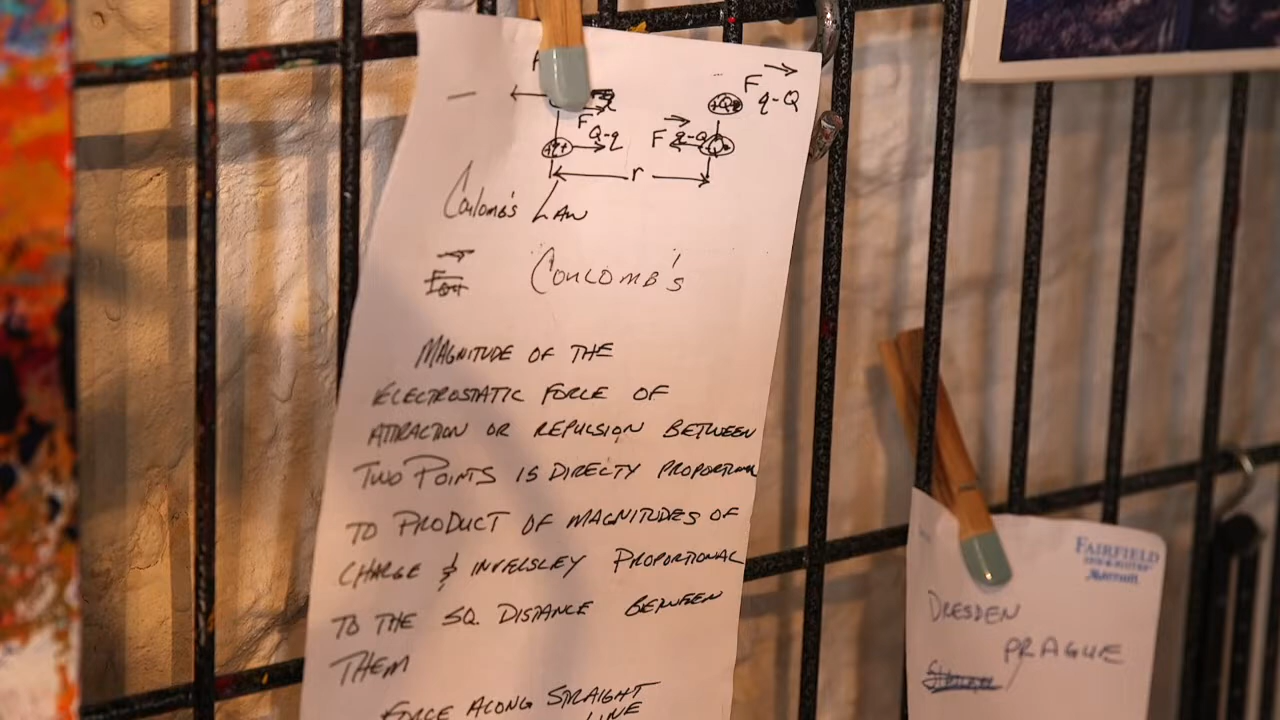 F q-Q
+Q+
F Q-q
F q-Q
r
Coulomb's Law
Coulomb's
Magnitude of the
Electrostatic Force of
Attraction or Repulsion Between
Two Points is Directy Proportional
to Product of Magnitudes of
Charge & Invelsley Proportional
to the Sq. Distance Between
Them
Force Along Straight
Line
Fairfield
Inn & Suites
Marriott
Dresden
Prague